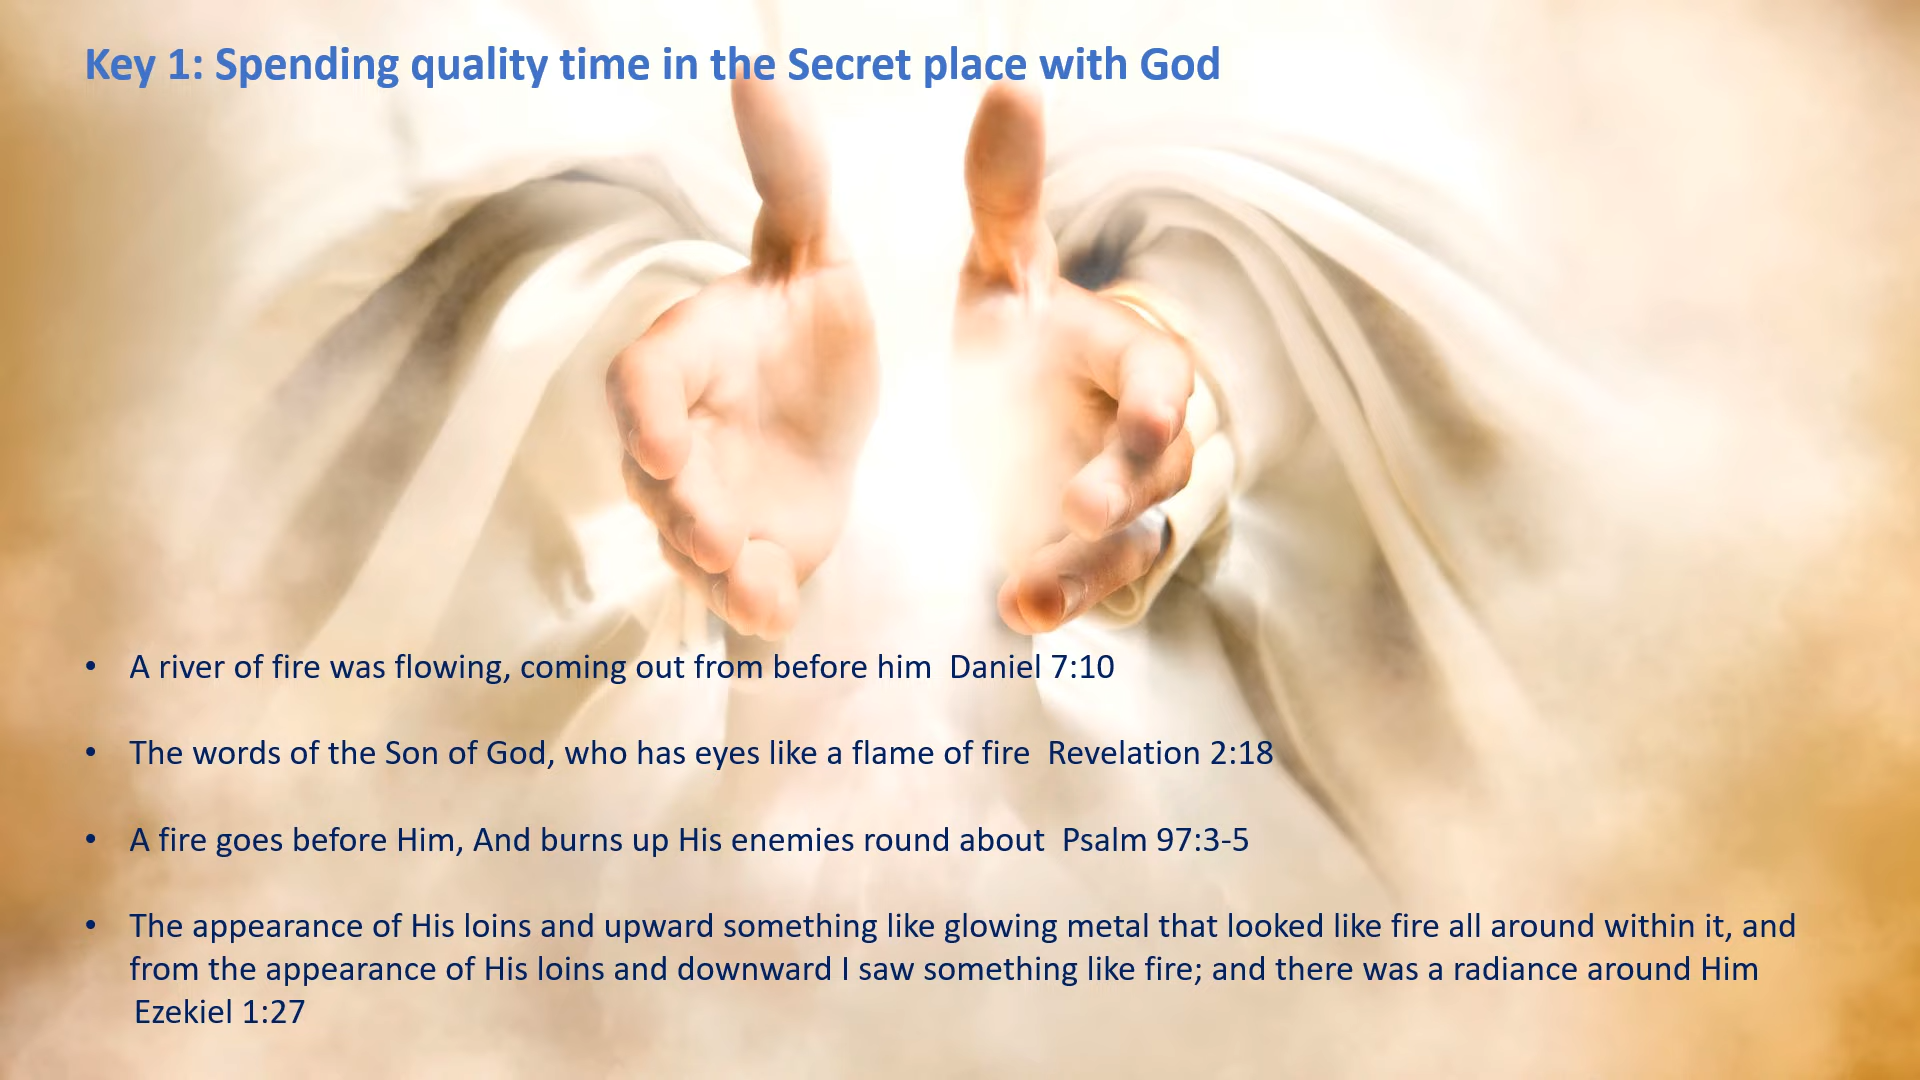 Key 1: Spending quality time in the Secret place with God
• A river of fire was flowing, coming out from before him  Daniel 7:10
• The words of the Son of God, who has eyes like a flame of fire  Revelation 2:18
• A fire goes before Him, And burns up His enemies round about  Psalm 97:3-5
• The appearance of His loins and upward something like glowing metal that looked like fire all around within it, and
from the appearance of His loins and downward I saw something like fire; and there was a radiance around Him
Ezekiel 1:27